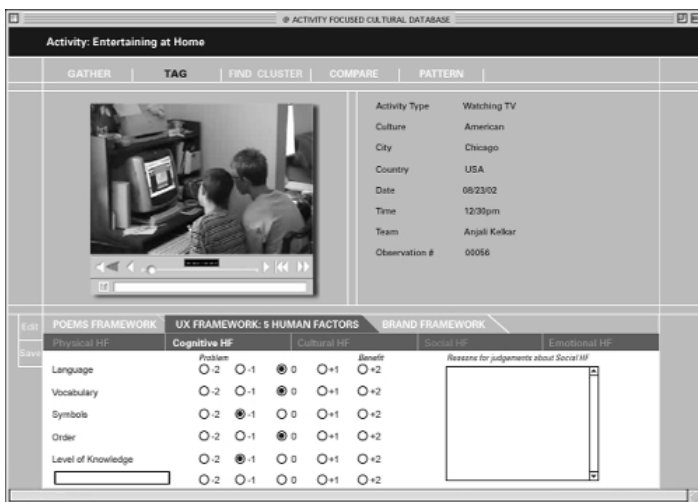 @ ACTIVITY FOCUSED CULTURAL DATABASE
Activity: Entertaining at Home
GATHER TAG FIND CLUSTER COMPARE PATTERN
Activity Type Watching TV
Culture American
City Chicago
Country USA
Date 08/23/02
Time 12/30pm
Team Anjali Kelkar
Observation # 00056
Edit
Save
POEMS FRAMEWORK UX FRAMEWORK: 5 HUMAN FACTORS BRAND FRAMEWORK
Physical HF Cognitive HF Cultural HF Social HF Emotional HF
Problem Benefit Reasons for judgements about Social HF
Language -2 -1 0 +1 +2
Vocabulary -2 -1 0 +1 +2
Symbols -2 -1 0 +1 +2
Order -2 -1 0 +1 +2
Level of Knowledge -2 -1 0 +1 +2
-2 -1 0 +1 +2